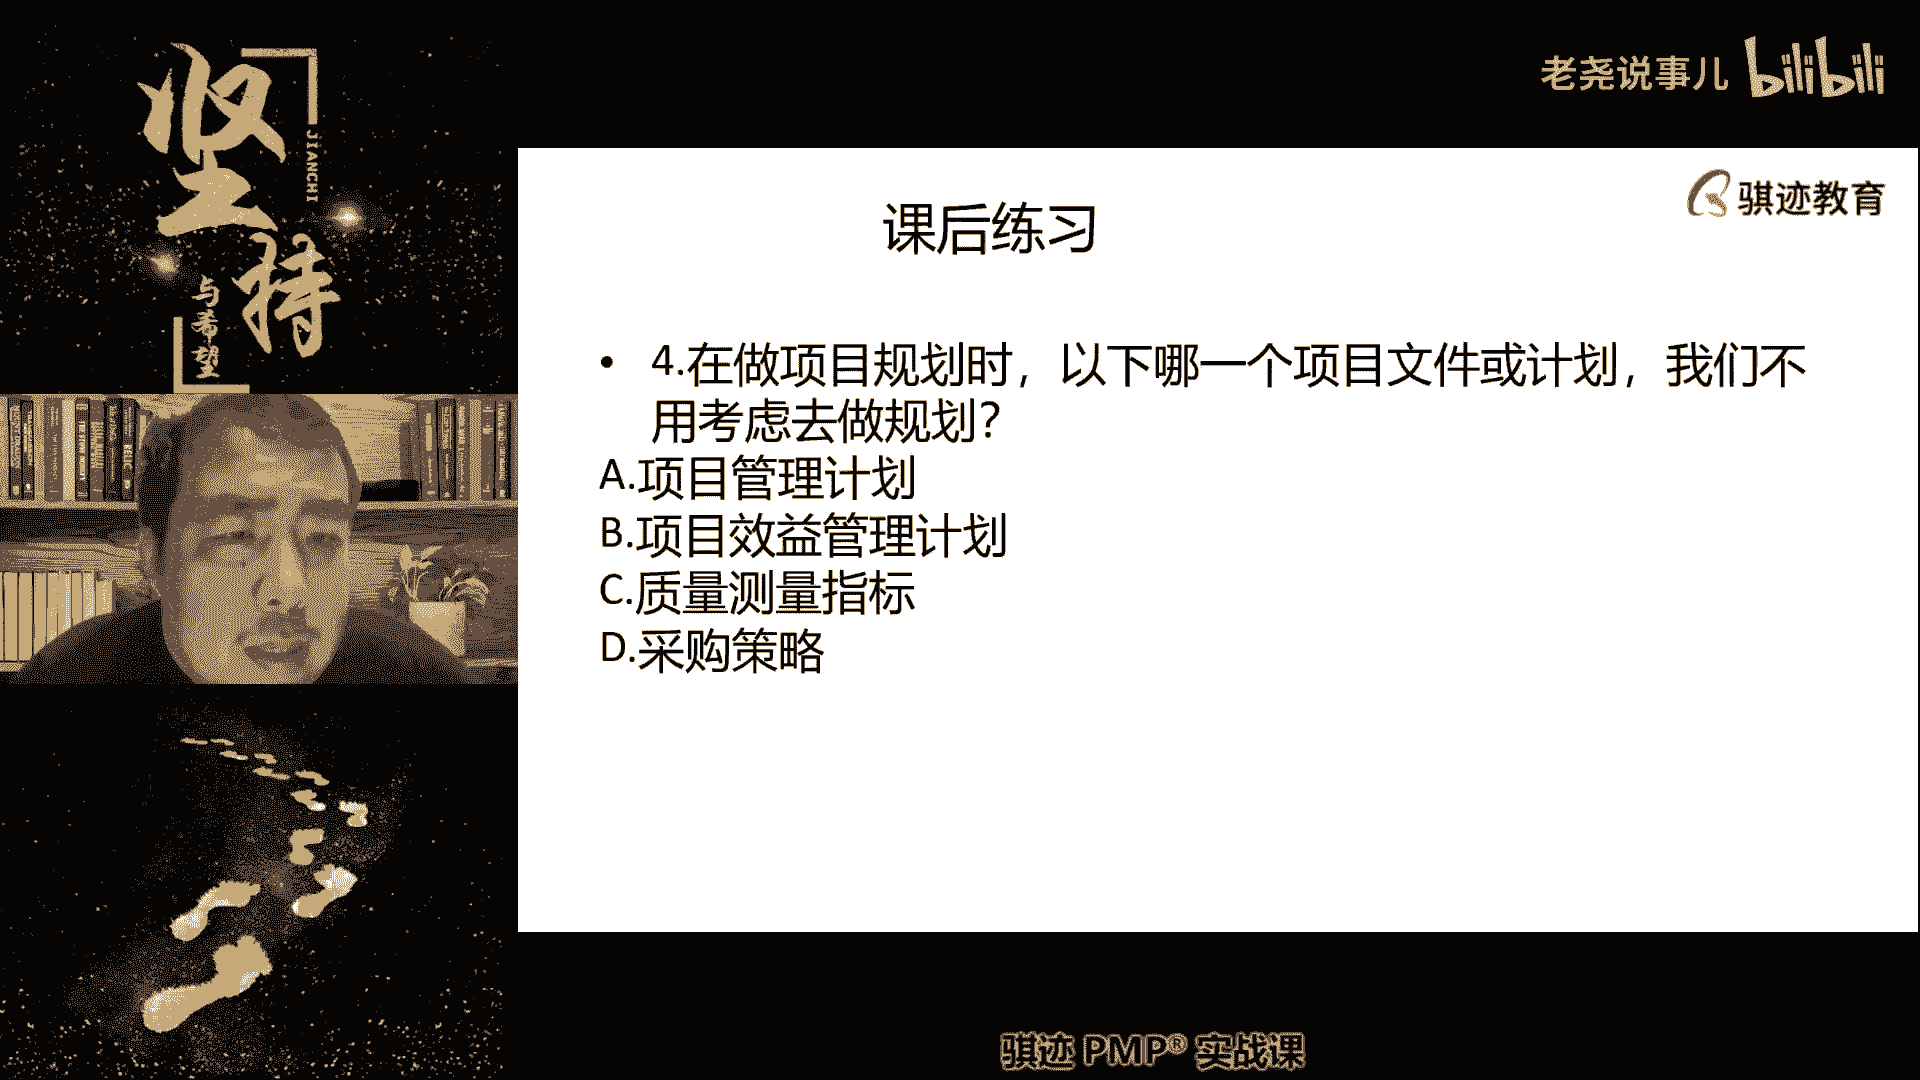 坚持
JIANCHI
与希望
老尧说事儿 bilibili
骐迹教育
课后练习
• 4.在做项目规划时，以下哪一个项目文件或计划，我们不
用考虑去做规划？
A.项目管理计划
B.项目效益管理计划
C.质量测量指标
D.采购策略
骐迹 PMP® 实战课